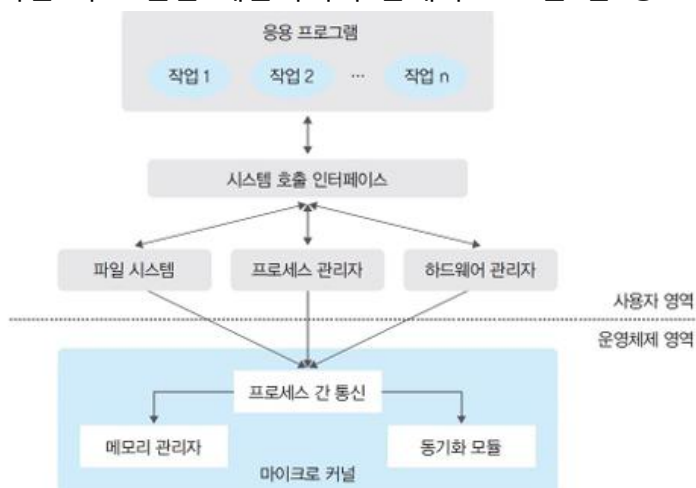 응용 프로그램
작업 1 작업 2 ... 작업 n
시스템 호출 인터페이스
파일 시스템 프로세스 관리자 하드웨어 관리자
사용자 영역
운영체제 영역
프로세스 간 통신
메모리 관리자 동기화 모듈
마이크로 커널